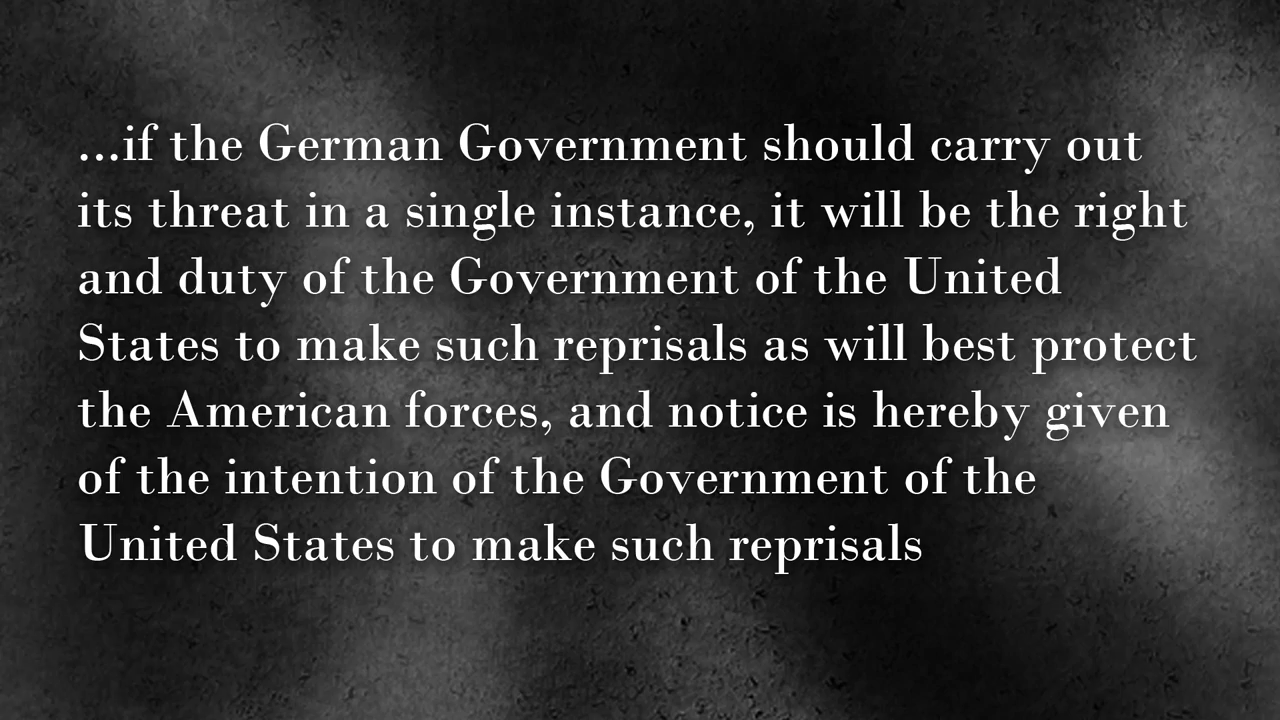 ...if the German Government should carry out
its threat in a single instance, it will be the right
and duty of the Government of the United
States to make such reprisals as will best protect
the American forces, and notice is hereby given
of the intention of the Government of the
United States to make such reprisals